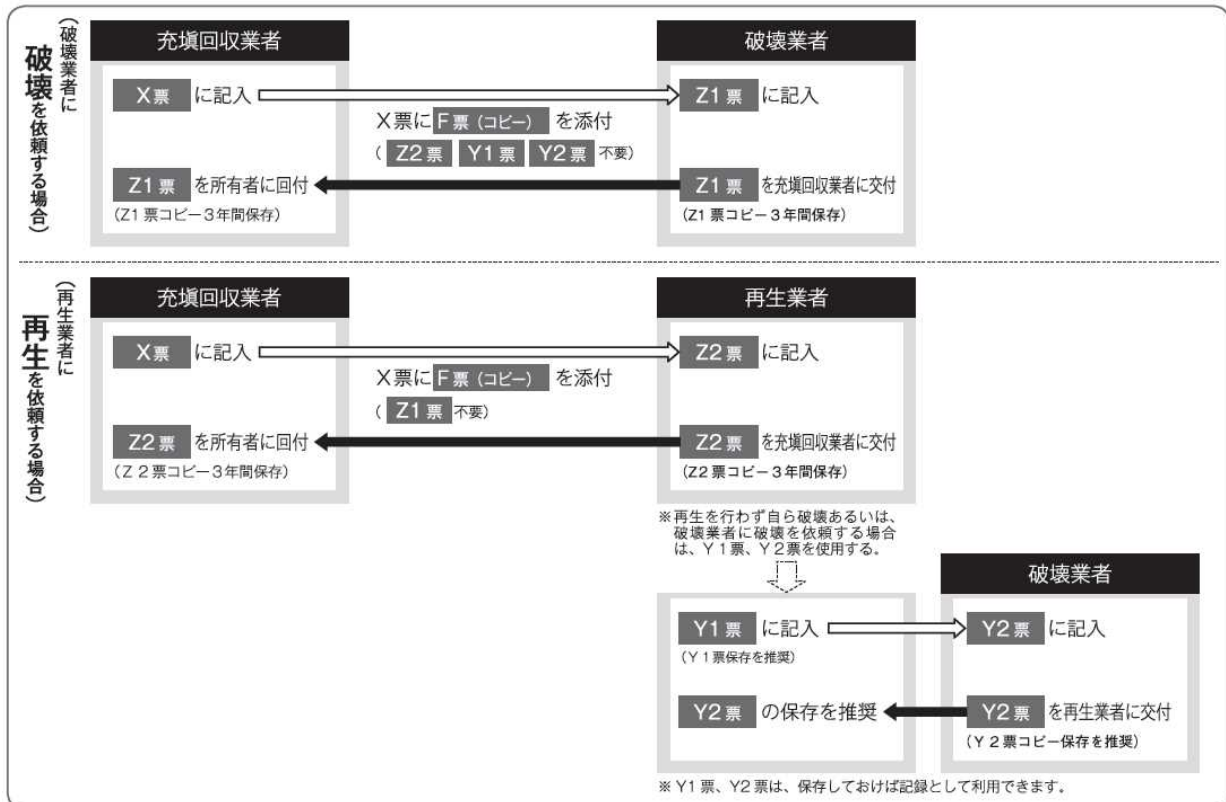 (破壊業者に
破壊を依頼する場合)
充塡回収業者
破壊業者
X票 に記入
Z1票 に記入
X票に F票(コピー) を添付
( Z2票 Y1票 Y2票 不要)
Z1票 を所有者に回付
Z1票 を充塡回収業者に交付
(Z1票コピー3年間保存)
(Z1票コピー3年間保存)
(再生業者に
再生を依頼する場合)
充塡回収業者
再生業者
X票 に記入
Z2票 に記入
X票に F票(コピー) を添付
( Z1票 不要)
Z2票 を所有者に回付
Z2票 を充塡回収業者に交付
(Z2票コピー3年間保存)
(Z2票コピー3年間保存)
※再生を行わず自ら破壊あるいは、
破壊業者に破壊を依頼する場合
は、Y1票、Y2票を使用する。
破壊業者
Y1票 に記入
Y2票 に記入
(Y1票保存を推奨)
Y2票 の保存を推奨
Y2票 を再生業者に交付
(Y2票コピー保存を推奨)
※Y1票、Y2票は、保存しておけば記録として利用できます。